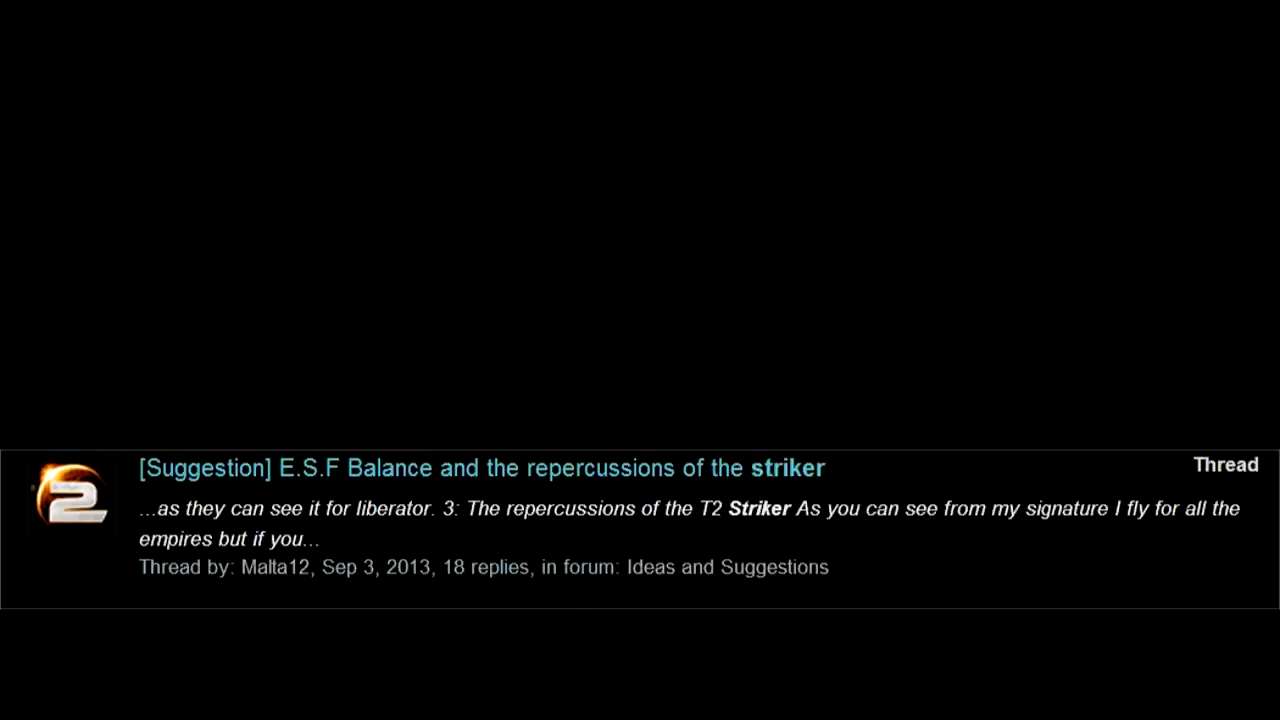 [Suggestion] E.S.F Balance and the repercussions of the striker
Thread
2
...as they can see it for liberator. 3: The repercussions of the T2 Striker As you can see from my signature I fly for all the
empires but if you...
Thread by: Malta12, Sep 3, 2013, 18 replies, in forum: Ideas and Suggestions